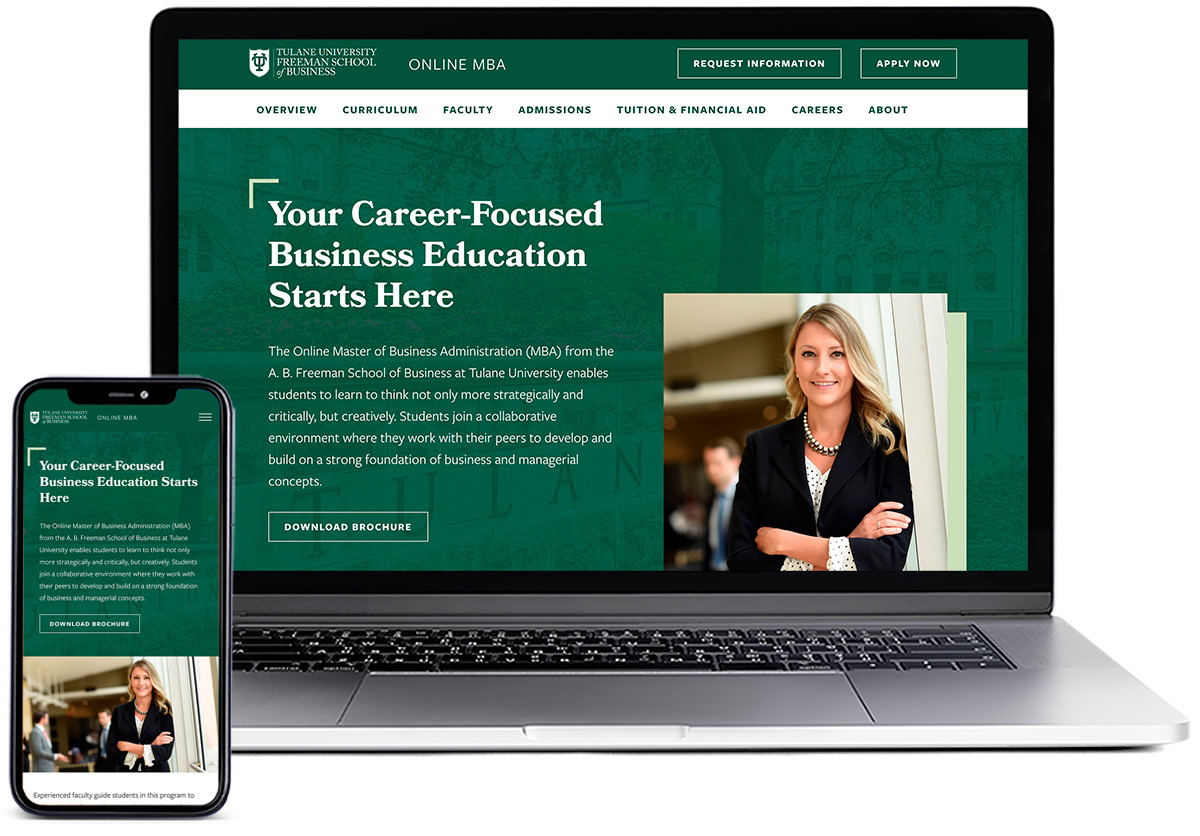 TULANE UNIVERSITY
FREEMAN SCHOOL
of BUSINESS
ONLINE MBA
REQUEST INFORMATION
APPLY NOW
OVERVIEW CURRICULUM FACULTY ADMISSIONS TUITION & FINANCIAL AID CAREERS ABOUT
Your Career-Focused
Business Education
Starts Here
The Online Master of Business Administration (MBA) from the
A. B. Freeman School of Business at Tulane University enables
students to learn to think not only more strategically and
critically, but creatively. Students join a collaborative
environment where they work with their peers to develop and
build on a strong foundation of business and managerial
concepts.
DOWNLOAD BROCHURE
TULAN
TULANE UNIVERSITY
FREEMAN SCHOOL
of BUSINESS
ONLINE MBA
Your Career-Focused
Business Education Starts
Here
The Online Master of Business Administration (MBA)
from the A. B. Freeman School of Business at Tulane
University enables students to learn to think not only
more strategically and critically, but creatively. Students
join a collaborative environment where they work with
their peers to develop and build on a strong foundation
of business and managerial concepts.
DOWNLOAD BROCHURE
Experienced faculty guide students in this program to